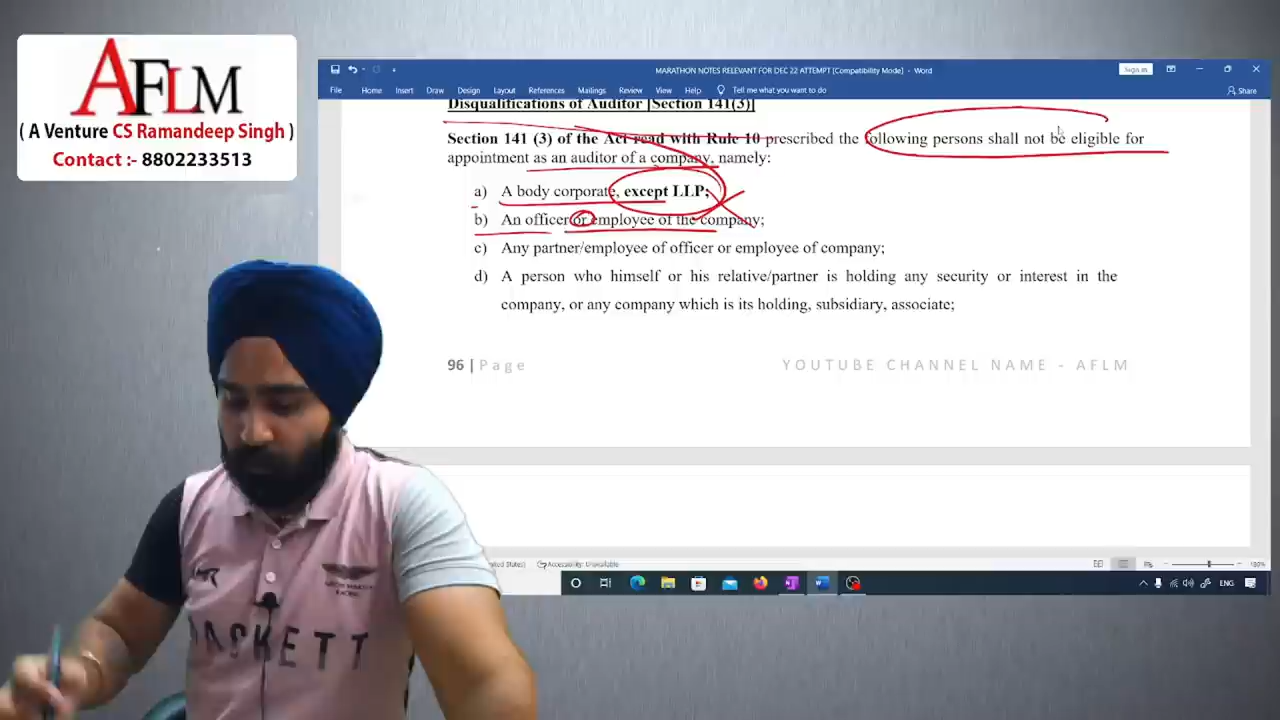 AFLM
( A Venture CS Ramandeep Singh )
Contact :- 8802233513
MARATHON NOTES RELEVANT FOR DEC 22 ATTEMPT [Compatibility Mode] - Word
Sign in
File Home Insert Draw Design Layout References Mailings Review View Help Tell me what you want to do
Share
Disqualifications of Auditor [Section 141(3)]
Section 141 (3) of the Act read with Rule 10 prescribed the following persons shall not be eligible for
appointment as an auditor of a company, namely:
a) A body corporate, except LLP;
b) An officer or employee of the company;
c) Any partner/employee of officer or employee of company;
d) A person who himself or his relative/partner is holding any security or interest in the
company, or any company which is its holding, subsidiary, associate;
96 | Page
YOUTUBE CHANNEL NAME - AFLM
States) Accessibility: Unavailable
ENG
HACKETT